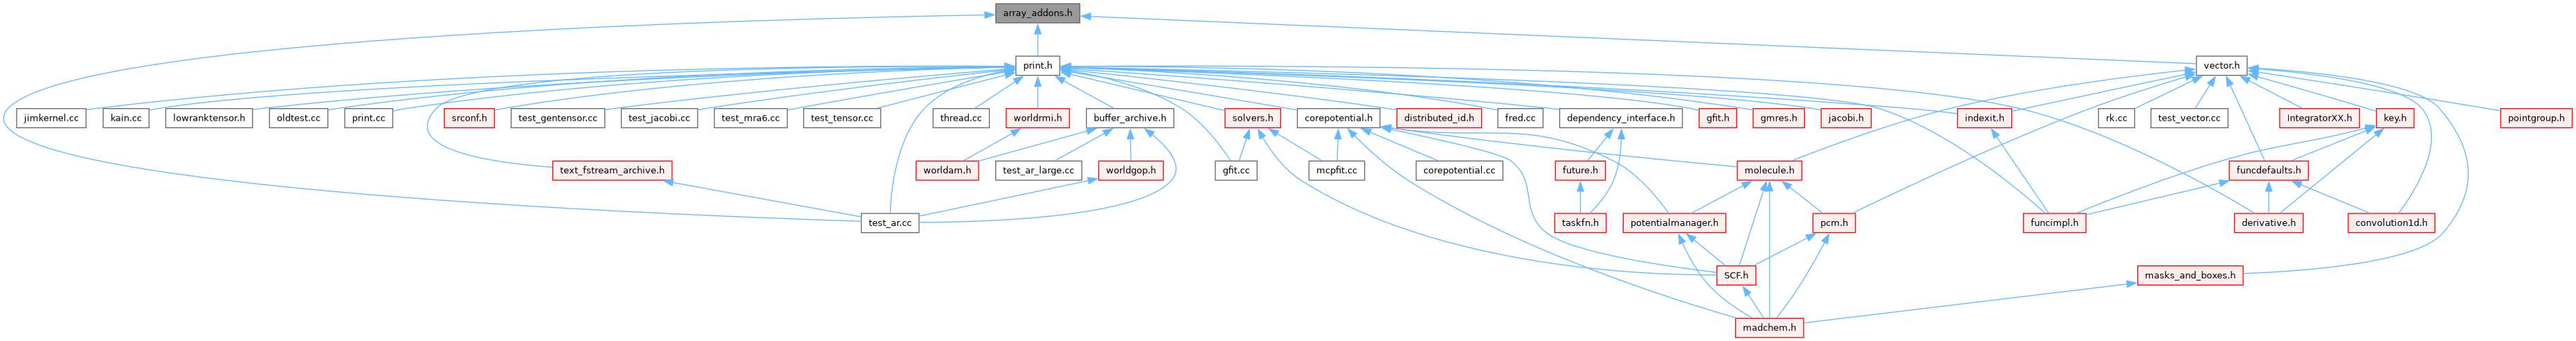 array_addons.h
print.h
vector.h
jimkernel.cc
kain.cc
lowranktensor.h
oldtest.cc
print.cc
srconf.h
test_gentensor.cc
test_jacobi.cc
test_mra6.cc
test_tensor.cc
thread.cc
worldrmi.h
buffer_archive.h
solvers.h
corepotential.h
distributed_id.h
fred.cc
dependency_interface.h
gfit.h
gmres.h
jacobi.h
indexit.h
rk.cc
test_vector.cc
IntegratorXX.h
key.h
pointgroup.h
text_fstream_archive.h
worldam.h
test_ar_large.cc
worldgop.h
gfit.cc
mcpfit.cc
corepotential.cc
future.h
molecule.h
funcdefaults.h
test_ar.cc
taskfn.h
potentialmanager.h
pcm.h
funcimpl.h
derivative.h
convolution1d.h
SCF.h
masks_and_boxes.h
madchem.h